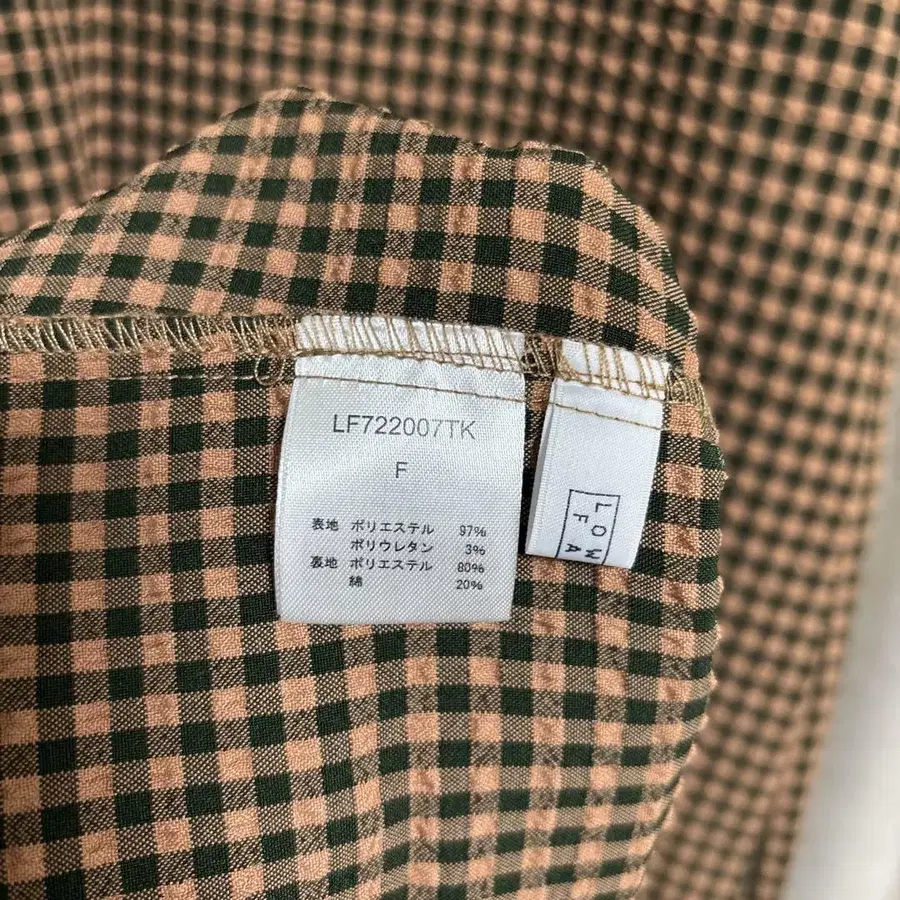 LF722007TK
F
表地 ポリエステル 97%
ポリウレタン 3%
裏地 ポリエステル 80%
綿 20%
LOW
FA